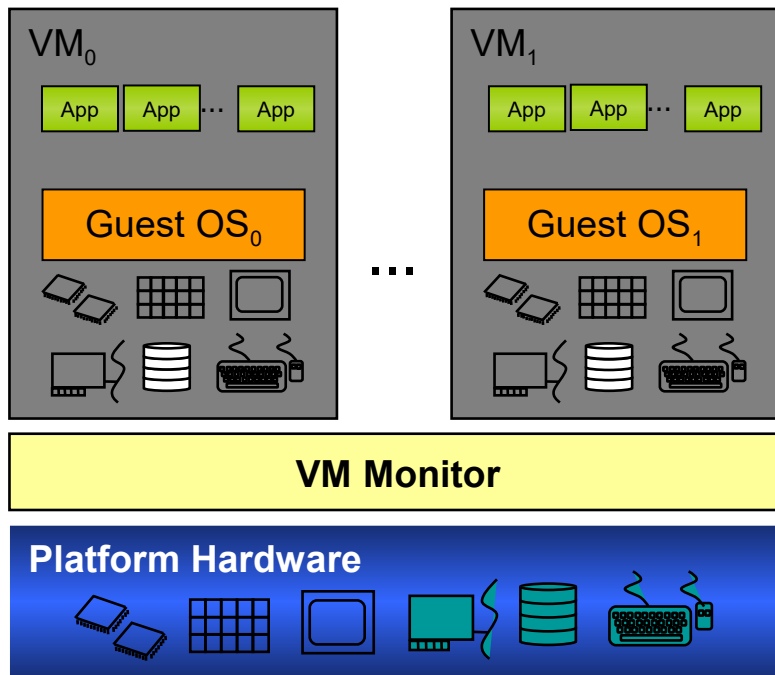 VM₀
App App ... App
Guest OS₀
...
VM₁
App App ... App
Guest OS₁
VM Monitor
Platform Hardware